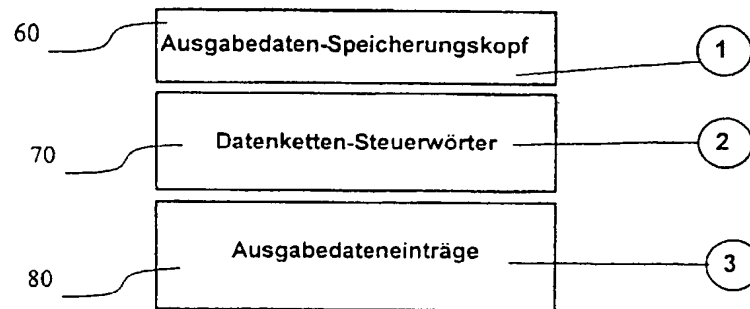 60
Ausgabedaten-Speicherungskopf
1
70
Datenketten-Steuerwörter
2
80
Ausgabedateneinträge
3